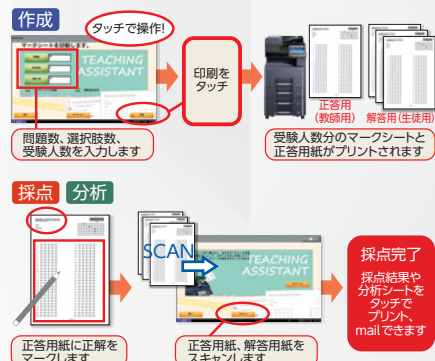 作成
タッチで操作!
マークシートを印刷します。
TEACHING
ASSISTANT
印刷を
タッチ
正答用
(教師用)
解答用(生徒用)
問題数、選択肢数、
受験人数を入力します
受験人数分のマークシートと
正答用紙がプリントされます
採点 分析
SCAN
TEACHING
ASSISTANT
採点完了
採点結果や
分析シートを
タッチで
プリント、
mailできます
正答用紙に正解を
マークします
正答用紙、解答用紙を
スキャンします